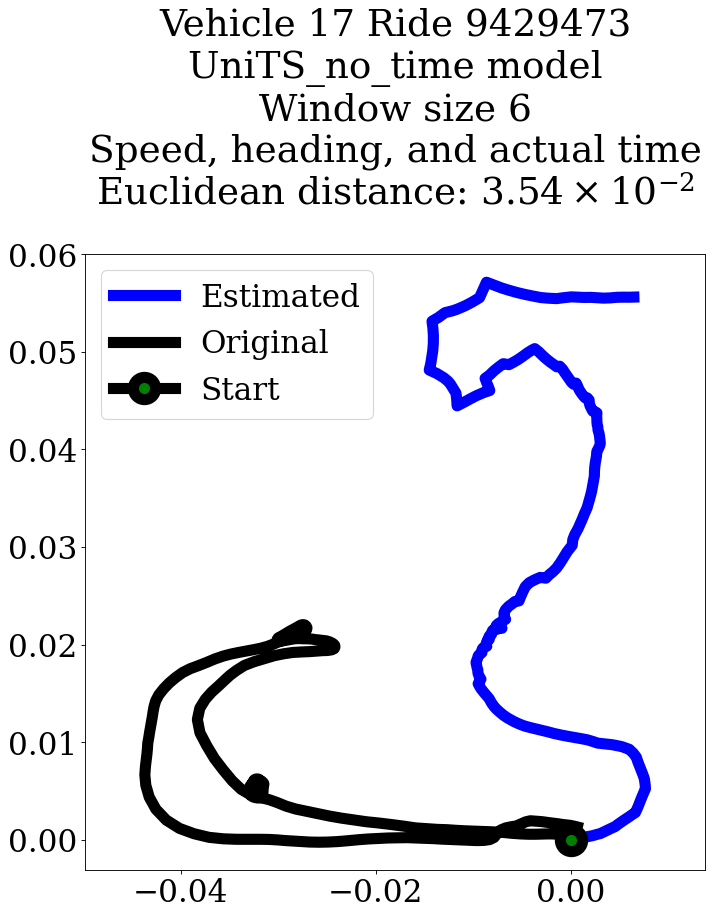 Vehicle 17 Ride 9429473
UniTS_no_time model
Window size 6
Speed, heading, and actual time
Euclidean distance: 3.54 × 10⁻²
0.06
Estimated
Original
Start
0.05
0.04
0.03
0.02
0.01
0.00
−0.04
−0.02
0.00